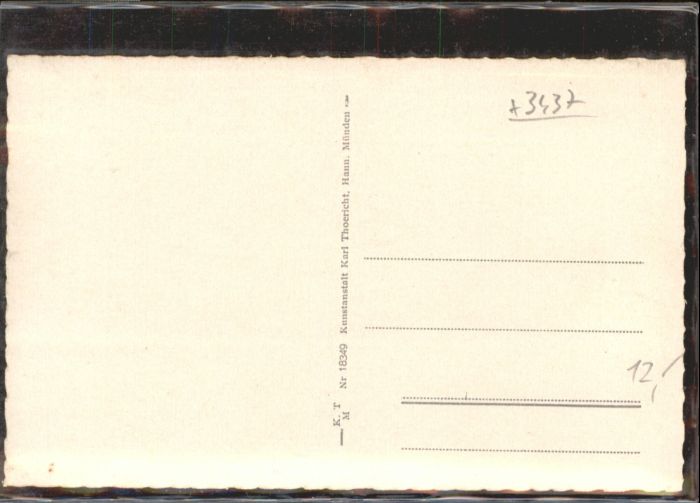 *3437
K. T
M
Nr 18349 Kunstanstalt Karl Thoericht, Hann. Münden
12,